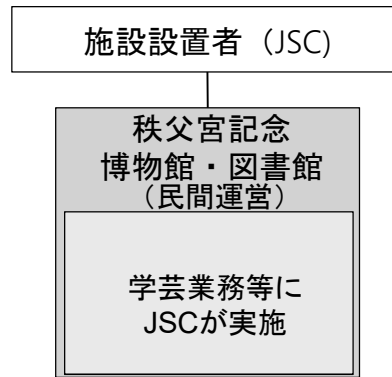 施設設置者（JSC)
秩父宮記念
博物館・図書館
（民間運営）
学芸業務等に
JSCが実施